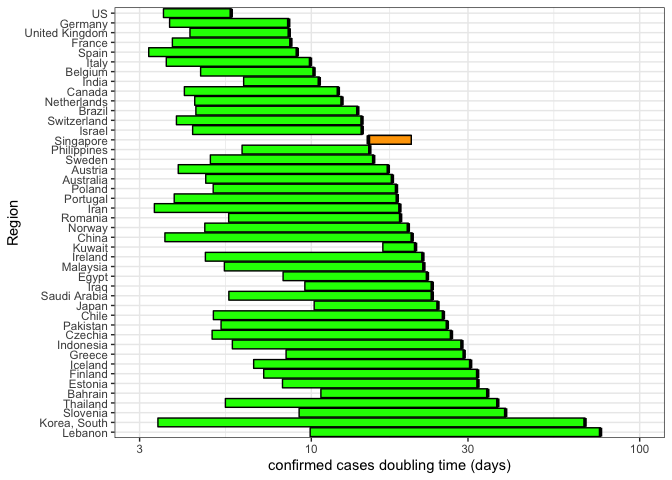 US
Germany
United Kingdom
France
Spain
Italy
Belgium
India
Canada
Netherlands
Brazil
Switzerland
Israel
Singapore
Philippines
Sweden
Austria
Australia
Poland
Portugal
Iran
Romania
Norway
China
Kuwait
Ireland
Malaysia
Egypt
Iraq
Saudi Arabia
Japan
Chile
Pakistan
Czechia
Indonesia
Greece
Iceland
Finland
Estonia
Bahrain
Thailand
Slovenia
Korea, South
Lebanon
Region
3 10 30 100
confirmed cases doubling time (days)